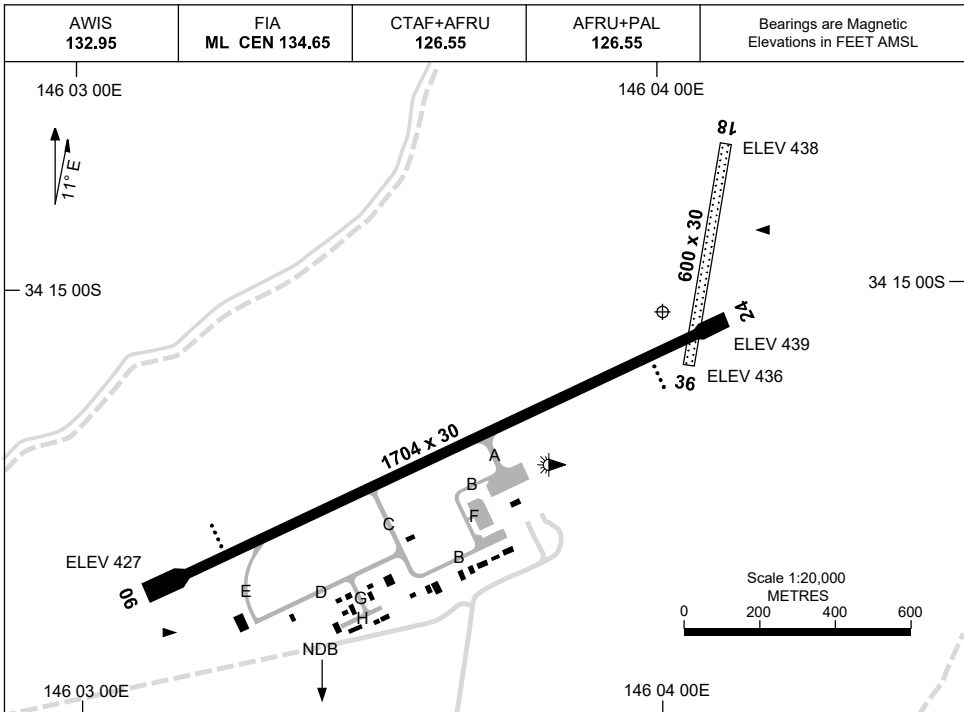 AWIS
132.95
FIA
ML CEN 134.65
CTAF+AFRU
126.55
AFRU+PAL
126.55
Bearings are Magnetic
Elevations in FEET AMSL
146 03 00E
146 04 00E
11° E
18
ELEV 438
600 x 30
34 15 00S
34 15 00S
24
ELEV 439
36
ELEV 436
1704 x 30
A
B
F
C
B
ELEV 427
06
E
D
G
H
NDB
Scale 1:20,000
METRES
0 200 400 600
146 03 00E
146 04 00E